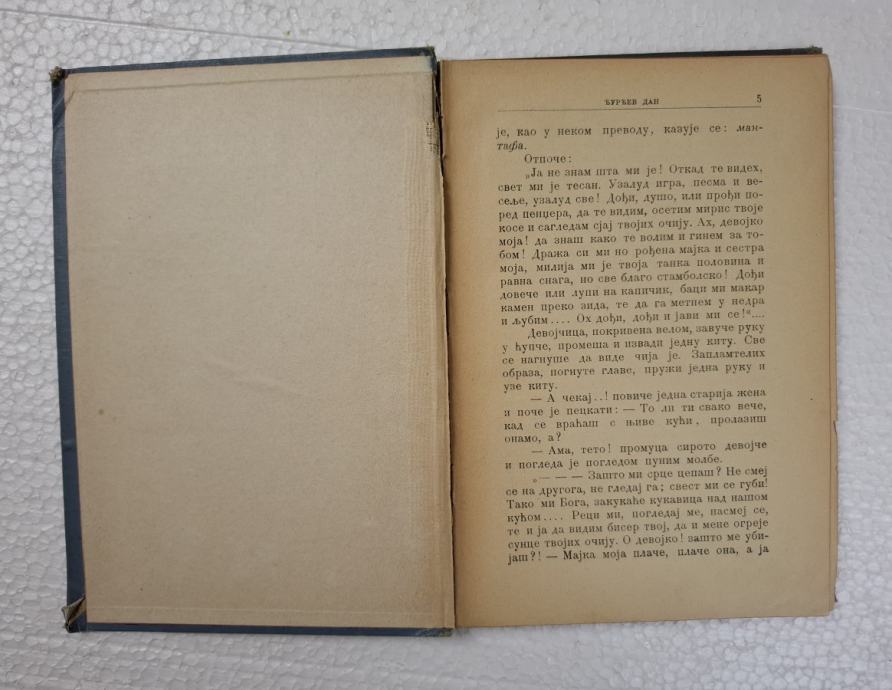 ЂУРЂЕВ ДАН 5
је, као у неком преводу, казује се: ман-
тафа.
Отпоче:
„Ја не знам шта ми је! Откад те видех,
свет ми је тесан. Узалуд игра, песма и ве-
сеље, узалуд све! Дођи, душо, или прођи по-
ред пенџера, да те видим, осетим мирис твоје
косе и сагледам сјај твојих очију. Ах, девојко
моја! да знаш како те волим и гинем за то-
бом! Дража си ми но рођена мајка и сестра
моја, милија ми је твоја танка половина и
равна снага, но све благо стамболско! Дођи
довече или лупи на капичик, баци ми макар
камен преко зида, те да га метнем у недра
и љубим.... Ох дођи, дођи и јави ми се!“....
Девојчица, покривена велом, завуче руку
у ћупче, промеша и извади једну киту. Све
се нагнуше да виде чија је. Запламтелих
образа, погнуте главе, пружи једна руку и
узе киту.
— А чекај..! повиче једна старија жена
и поче је пецкати: — То ли ти свако вече,
кад се враћаш с њиве кући, пролазиш
онамо, а?
— Ама, тето! промуца сирото девојче
и погледа је погледом пуним молбе.
„— — — Зашто ми срце цепаш? Не смеј
се на другога, не гледај га; свест ми се губи!
Тако ми Бога, закукаће кукавица над нашом
кућом.... Реци ми, погледај ме, насмеј се,
те и ја да видим бисер твој, да и мене огреје
сунце твојих очију. О девојко! зашто ме уби-
јаш?! — Мајка моја плаче, плаче она, а ја